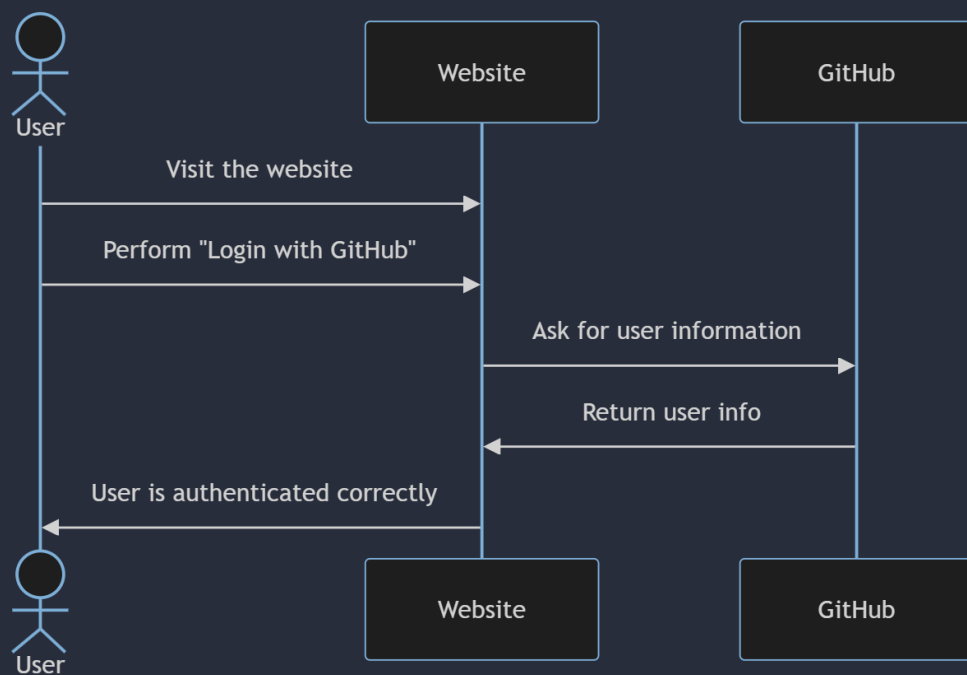 Website
GitHub
User
Visit the website
Perform "Login with GitHub"
Ask for user information
Return user info
User is authenticated correctly
Website
GitHub
User